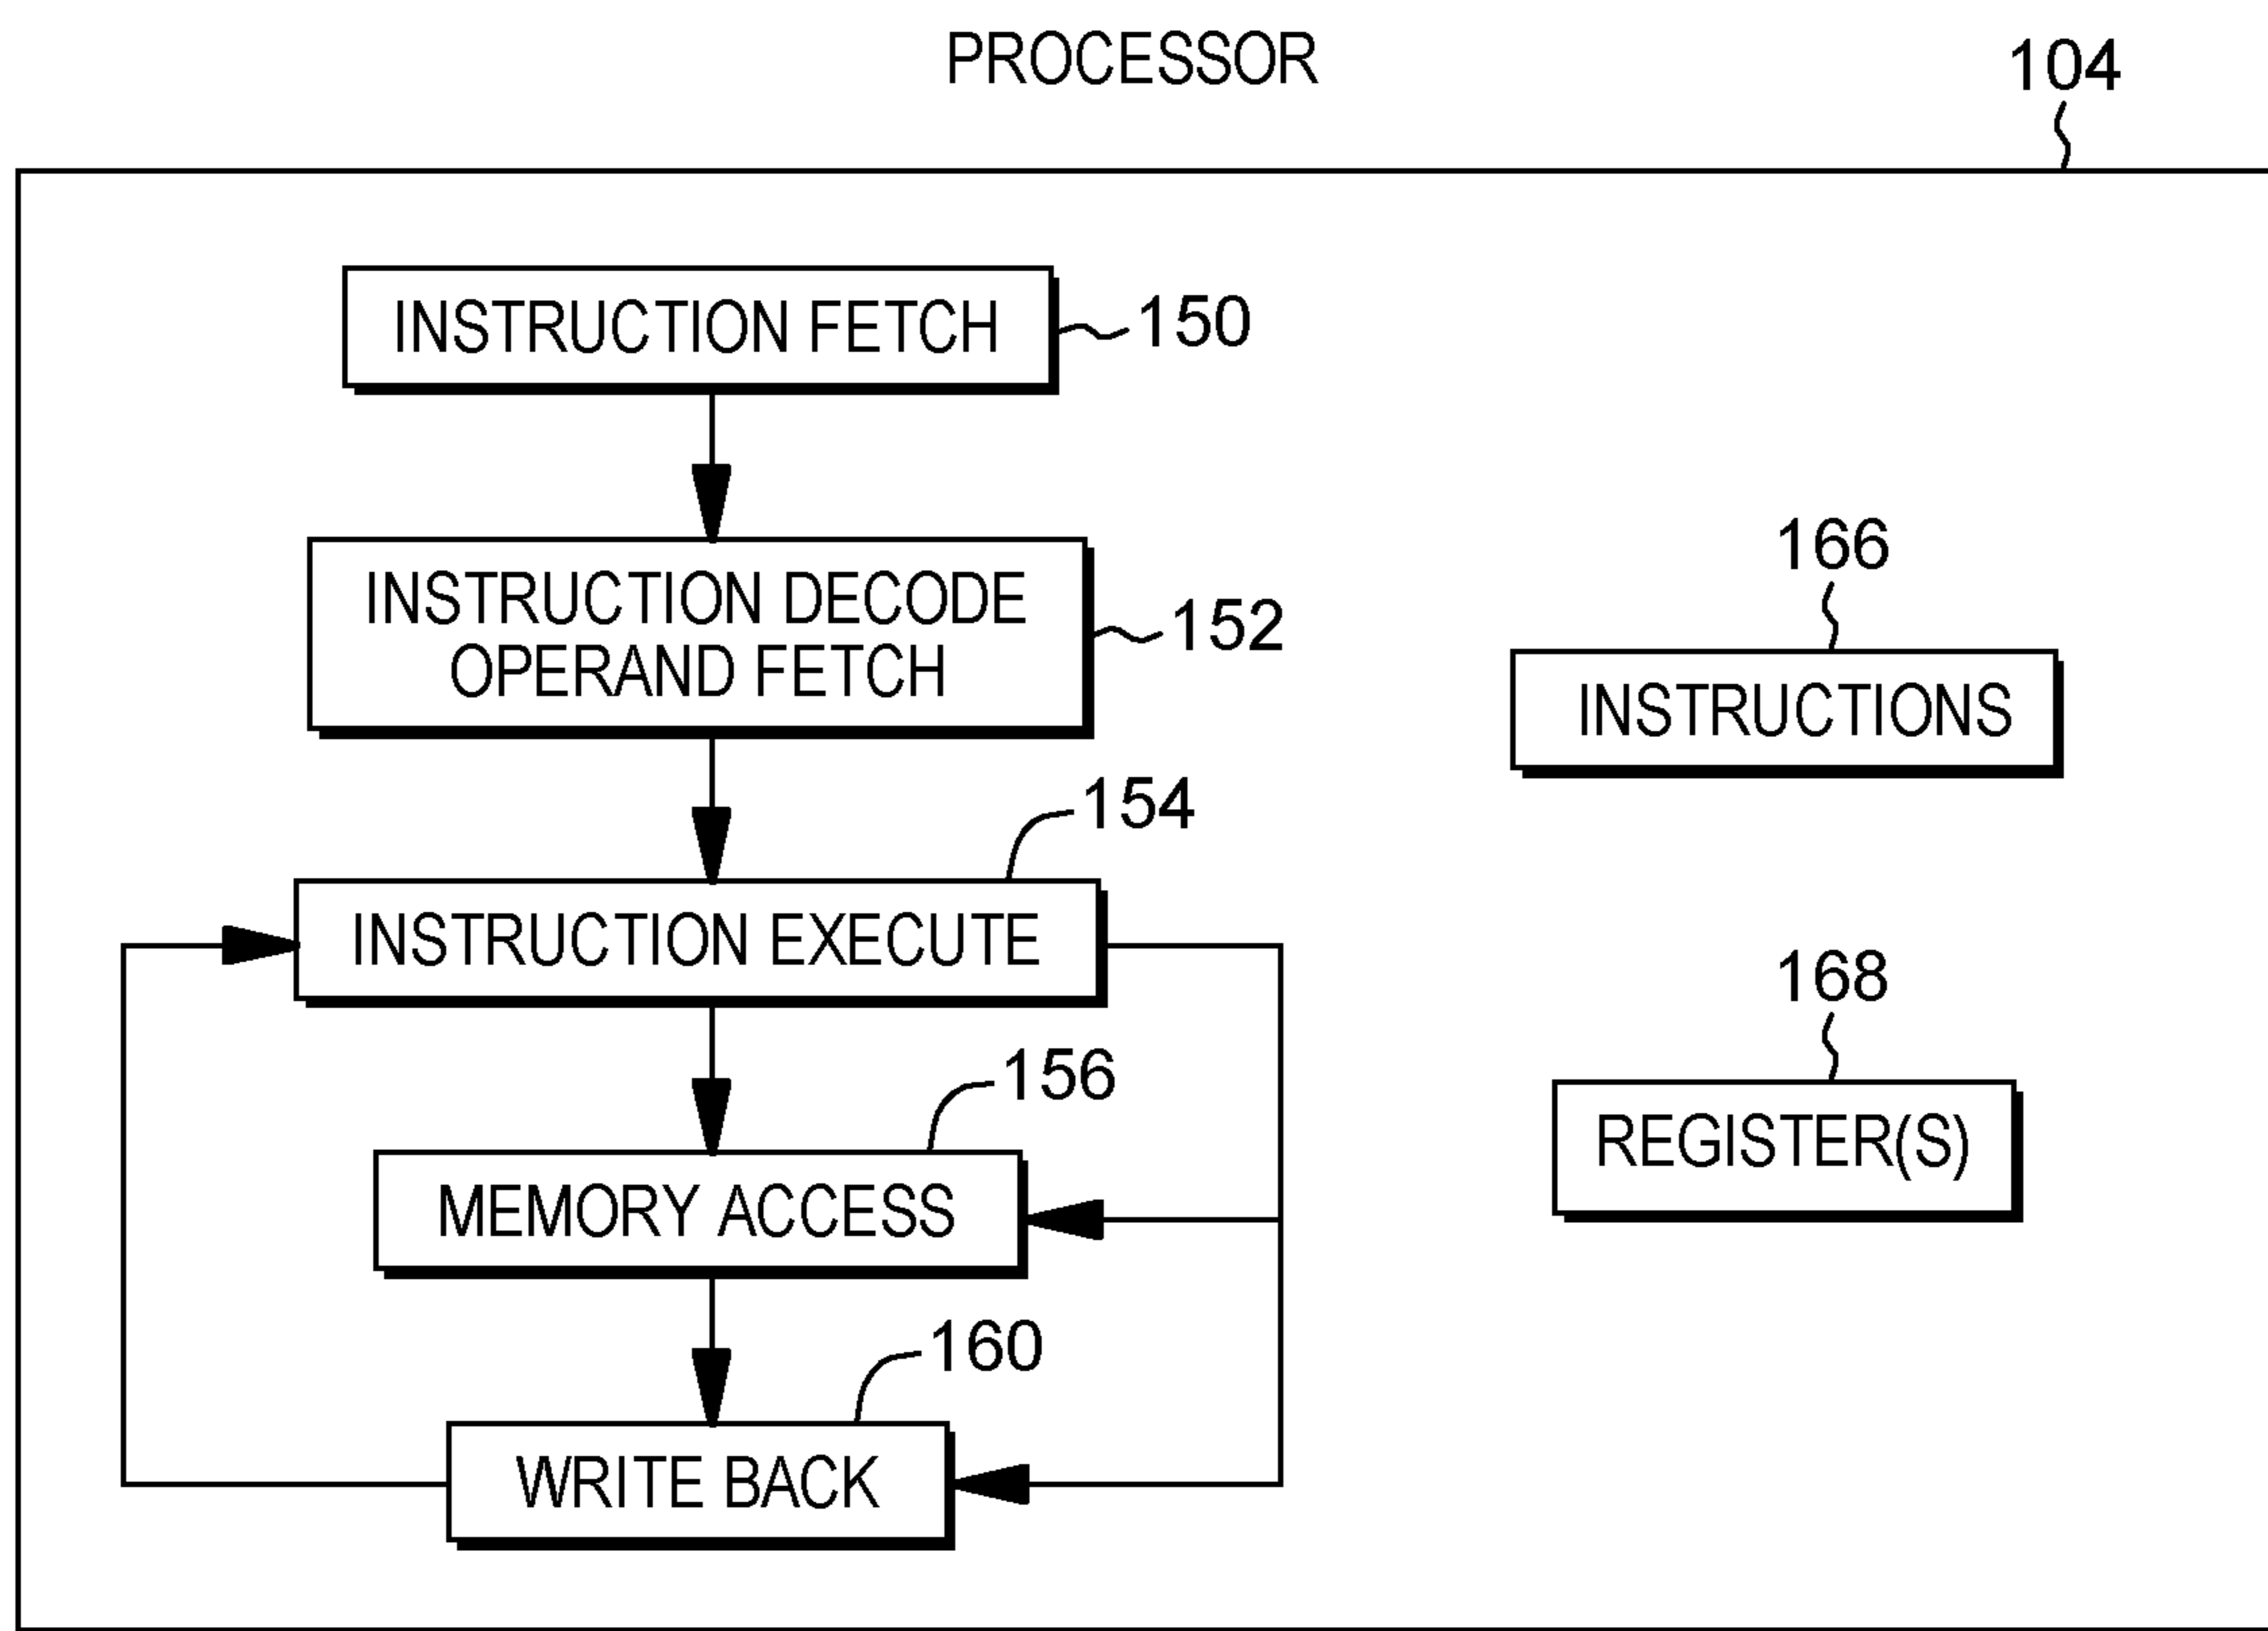 PROCESSOR
104
INSTRUCTION FETCH
150
INSTRUCTION DECODE
OPERAND FETCH
152
154
INSTRUCTION EXECUTE
156
MEMORY ACCESS
160
WRITE BACK
166
INSTRUCTIONS
168
REGISTER(S)